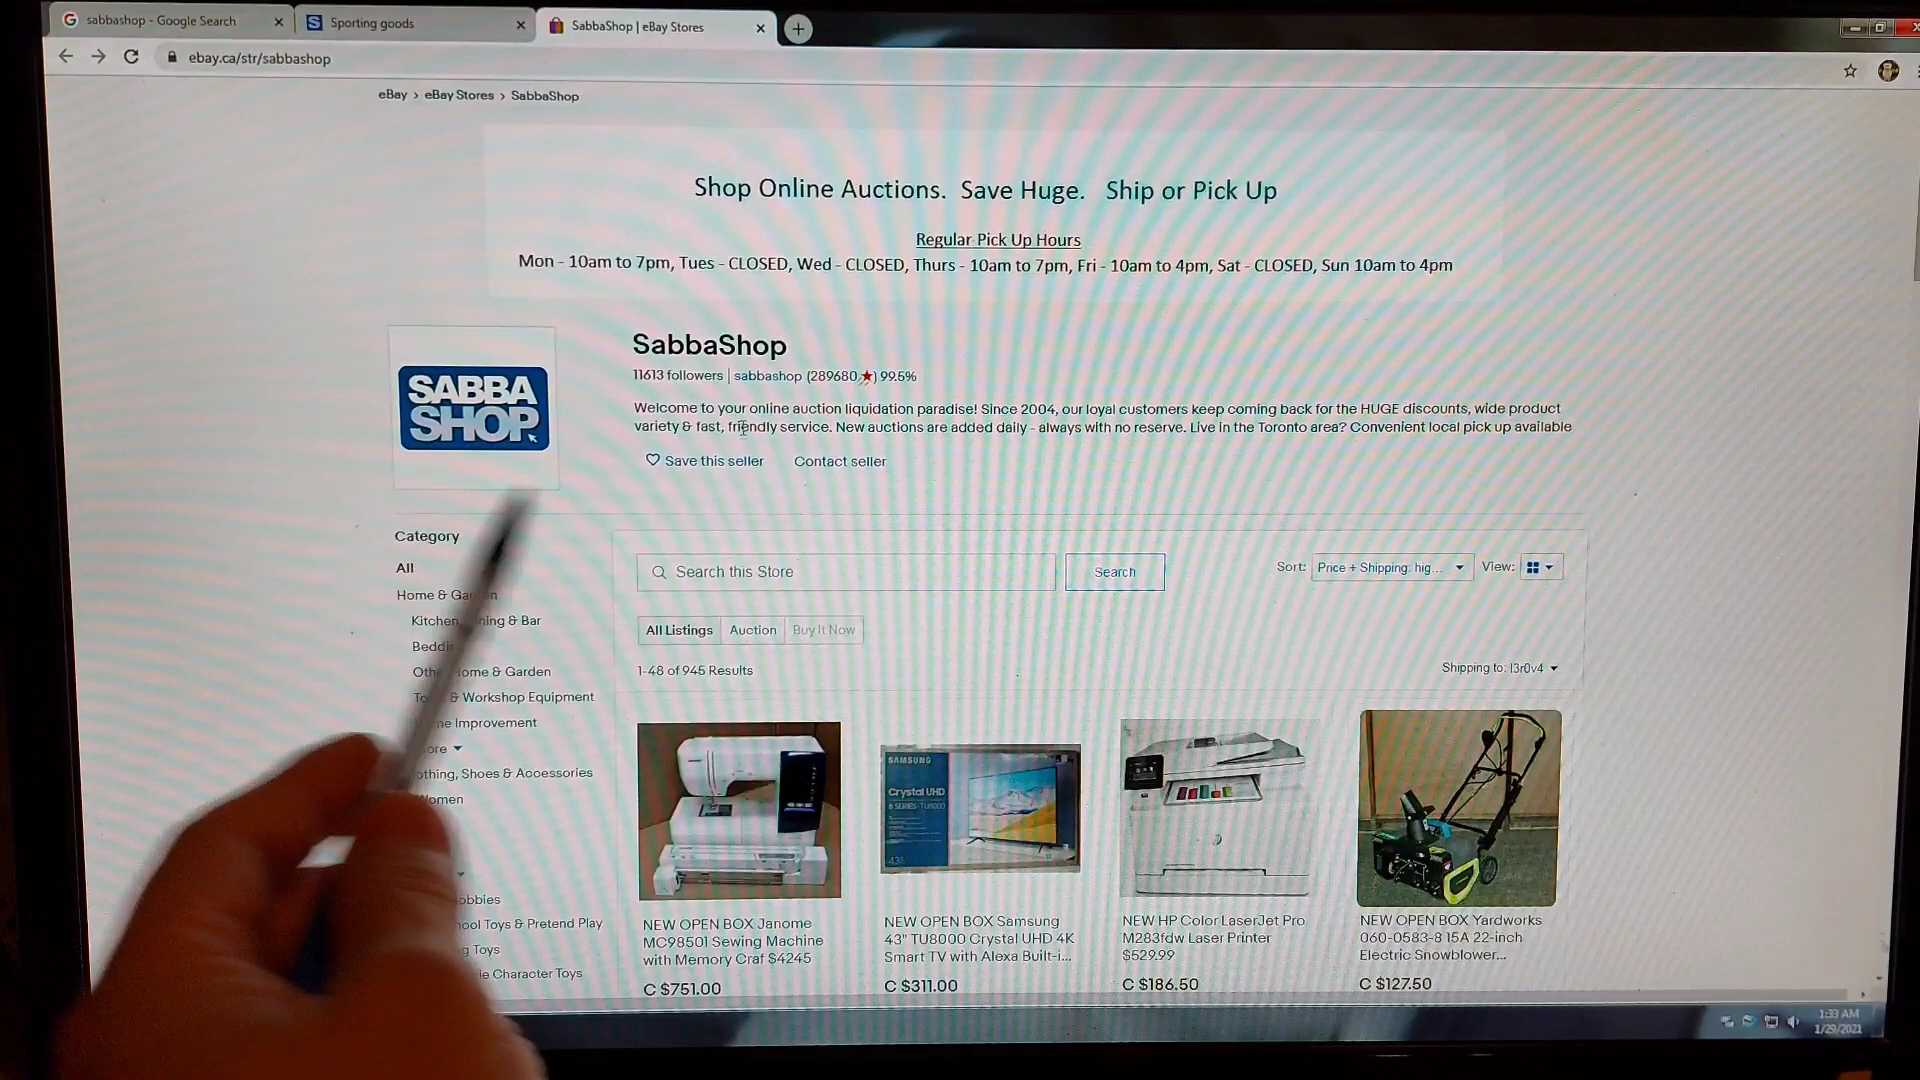 sabbashop - Google Search
Sporting goods
SabbaShop | eBay Stores
ebay.ca/str/sabbashop
eBay > eBay Stores > SabbaShop
Shop Online Auctions. Save Huge. Ship or Pick Up
Regular Pick Up Hours
Mon - 10am to 7pm, Tues - CLOSED, Wed - CLOSED, Thurs - 10am to 7pm, Fri - 10am to 4pm, Sat - CLOSED, Sun 10am to 4pm
SABBA
SHOP
SabbaShop
11613 followers | sabbashop (289680 ) 99.5%
Welcome to your online auction liquidation paradise! Since 2004, our loyal customers keep coming back for the HUGE discounts, wide product
variety & fast, friendly service. New auctions are added daily - always with no reserve. Live in the Toronto area? Convenient local pick up available
Save this seller Contact seller
Category
All
Home &
Kitchen & Bar
Home & Garden
& Workshop Equipment
Improvement
Shoes & Accessories
Toys & Pretend Play
Toys
Character Toys
Search this Store
Search
Sort: Price + Shipping: hig...
View:
All Listings Auction Buy It Now
1-48 of 945 Results
Shipping to: l3r0v4
SAMSUNG
Crystal UHD
43"
NEW OPEN BOX Janome
MC9850I Sewing Machine
with Memory Craf $4245
C $751.00
NEW OPEN BOX Samsung
43" TU8000 Crystal UHD 4K
Smart TV with Alexa Built-i...
C $311.00
NEW HP Color LaserJet Pro
M283fdw Laser Printer
$529.99
C $186.50
NEW OPEN BOX Yardworks
060-0583-8 15A 22-inch
Electric Snowblower...
C $127.50
1:33 AM
1/29/2021